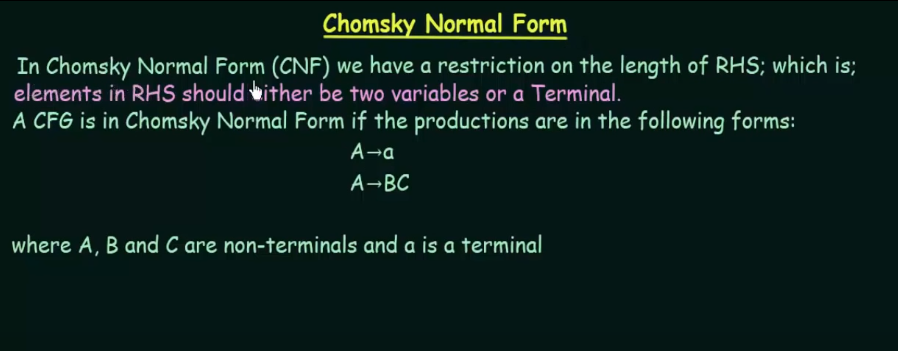 Chomsky Normal Form
In Chomsky Normal Form (CNF) we have a restriction on the length of RHS; which is;
elements in RHS should either be two variables or a Terminal.
A CFG is in Chomsky Normal Form if the productions are in the following forms:
A→a
A→BC
where A, B and C are non-terminals and a is a terminal